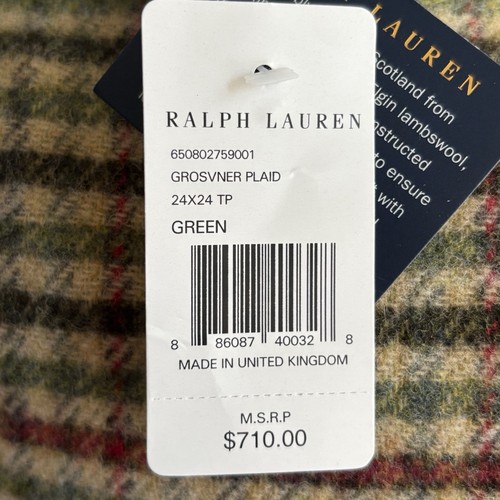 RALPH LAUREN
650802759001
GROSVNER PLAID
24X24 TP
GREEN
8 86087 40032 8
MADE IN UNITED KINGDOM
M.S.R.P
$710.00
LAUREN
Scotland from
lambswool,
to ensure
with